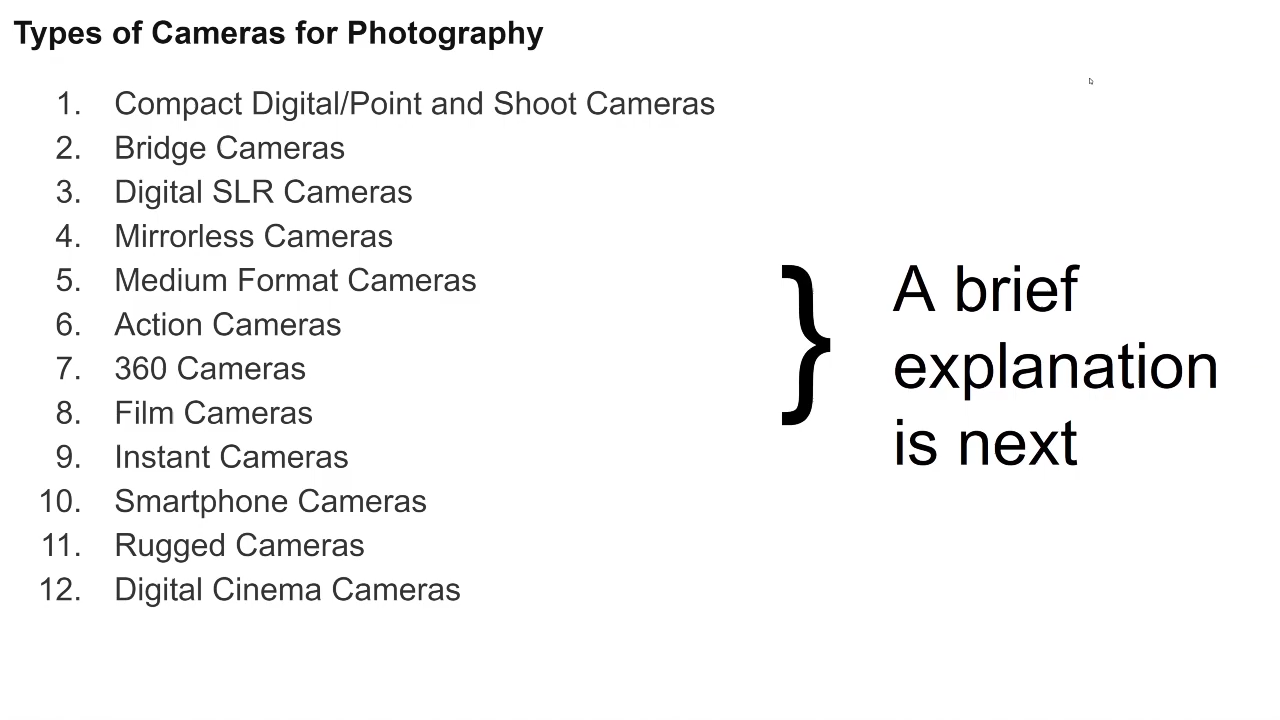 Types of Cameras for Photography
1. Compact Digital/Point and Shoot Cameras
2. Bridge Cameras
3. Digital SLR Cameras
4. Mirrorless Cameras
5. Medium Format Cameras
6. Action Cameras
7. 360 Cameras
8. Film Cameras
9. Instant Cameras
10. Smartphone Cameras
11. Rugged Cameras
12. Digital Cinema Cameras
}
A brief
explanation
is next